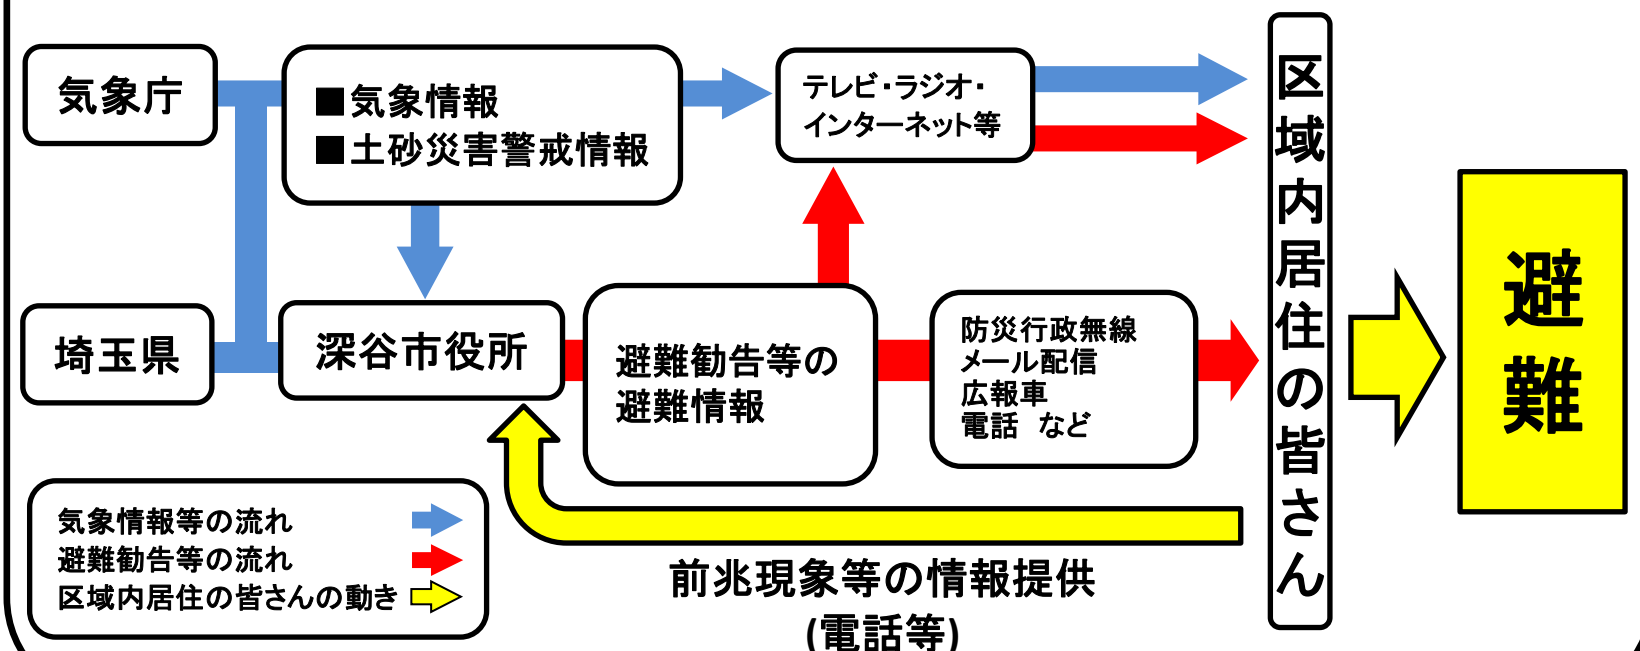 気象庁
■気象情報
■土砂災害警戒情報
テレビ・ラジオ・
インターネット等
区域内居住の皆さん
避難
埼玉県
深谷市役所
避難勧告等の
避難情報
防災行政無線
メール配信
広報車
電話　など
気象情報等の流れ
避難勧告等の流れ
区域内居住の皆さんの動き
前兆現象等の情報提供
(電話等)